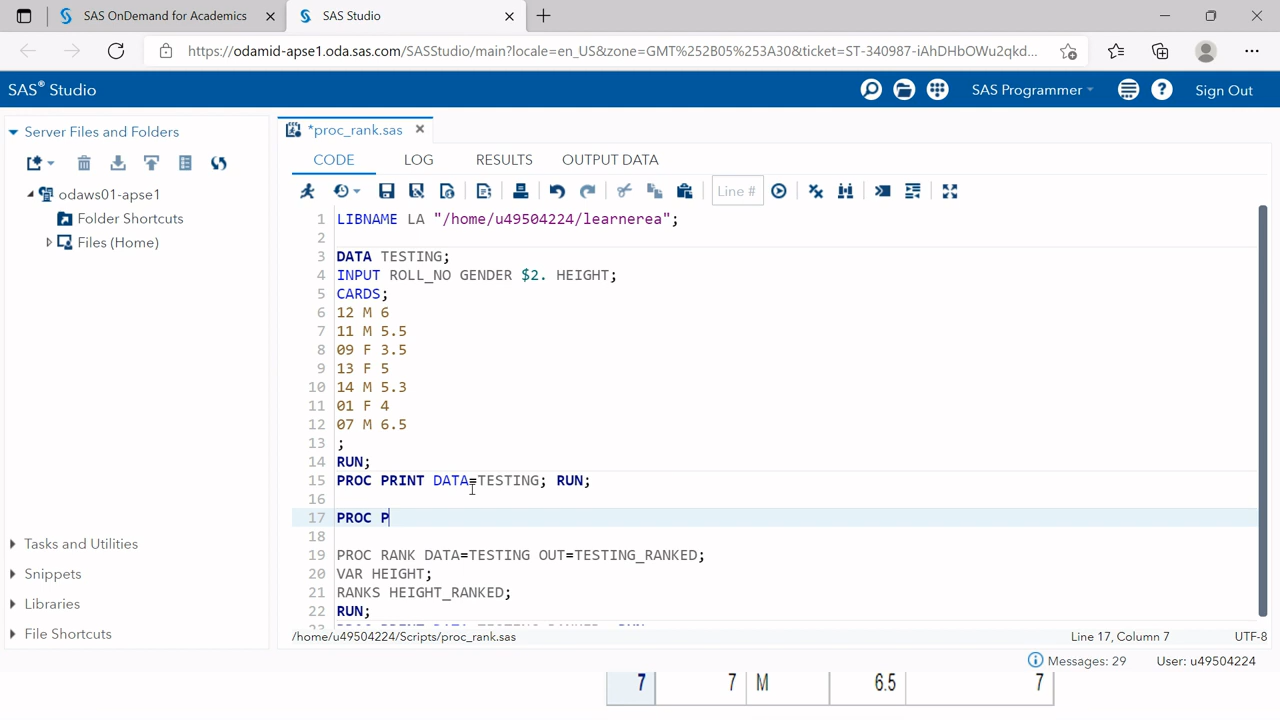 SAS OnDemand for Academics
SAS Studio
https://odamid-apse1.oda.sas.com/SASStudio/main?locale=en_US&zone=GMT%252B05%253A30&ticket=ST-340987-iAhDHbOWu2qkd...
SAS® Studio
SAS Programmer
Sign Out
Server Files and Folders
*proc_rank.sas
CODE
LOG
RESULTS
OUTPUT DATA
Line #
odaws01-apse1
Folder Shortcuts
Files (Home)
Tasks and Utilities
Snippets
Libraries
File Shortcuts
1 LIBNAME LA "/home/u49504224/learnerea";
2
3 DATA TESTING;
4 INPUT ROLL_NO GENDER $2. HEIGHT;
5 CARDS;
6 12 M 6
7 11 M 5.5
8 09 F 3.5
9 13 F 5
10 14 M 5.3
11 01 F 4
12 07 M 6.5
13 ;
14 RUN;
15 PROC PRINT DATA=TESTING; RUN;
16
17 PROC P
18
19 PROC RANK DATA=TESTING OUT=TESTING_RANKED;
20 VAR HEIGHT;
21 RANKS HEIGHT_RANKED;
22 RUN;
/home/u49504224/Scripts/proc_rank.sas
Line 17, Column 7
UTF-8
Messages: 29
User: u49504224
7 7 M 6.5 7